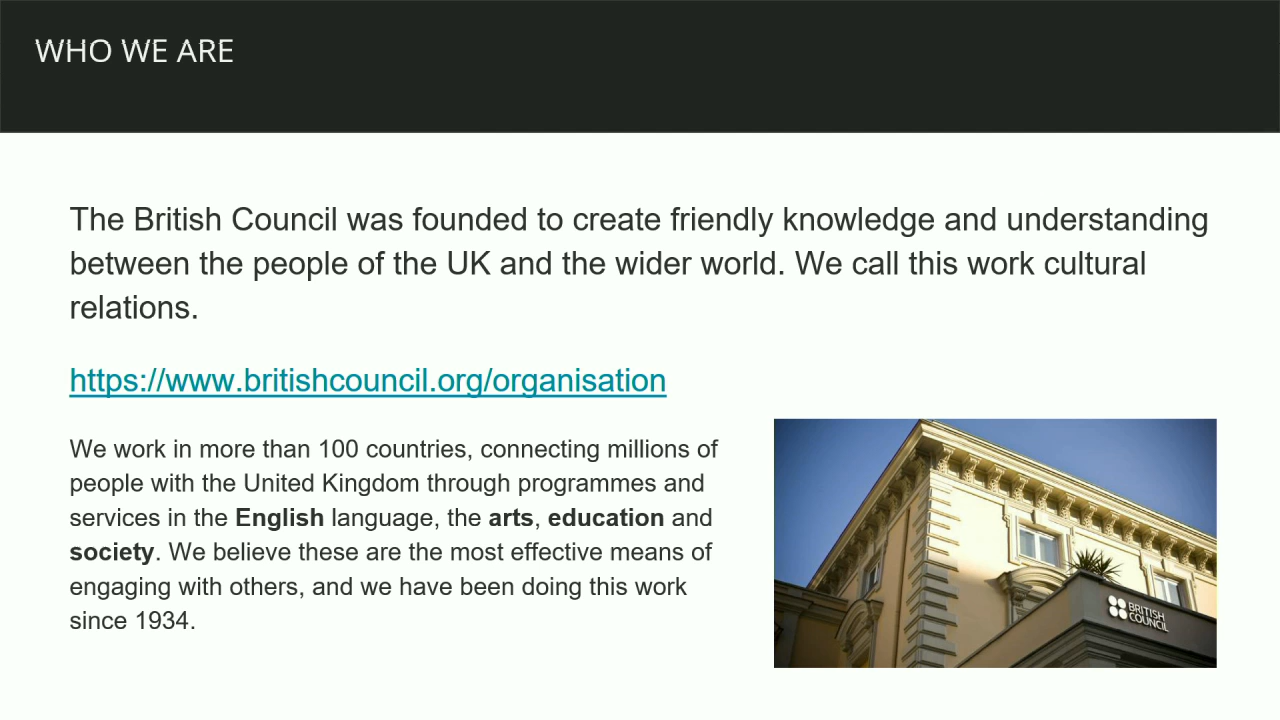 WHO WE ARE
The British Council was founded to create friendly knowledge and understanding
between the people of the UK and the wider world. We call this work cultural
relations.
https://www.britishcouncil.org/organisation
We work in more than 100 countries, connecting millions of
people with the United Kingdom through programmes and
services in the English language, the arts, education and
society. We believe these are the most effective means of
engaging with others, and we have been doing this work
since 1934.
BRITISH
COUNCIL